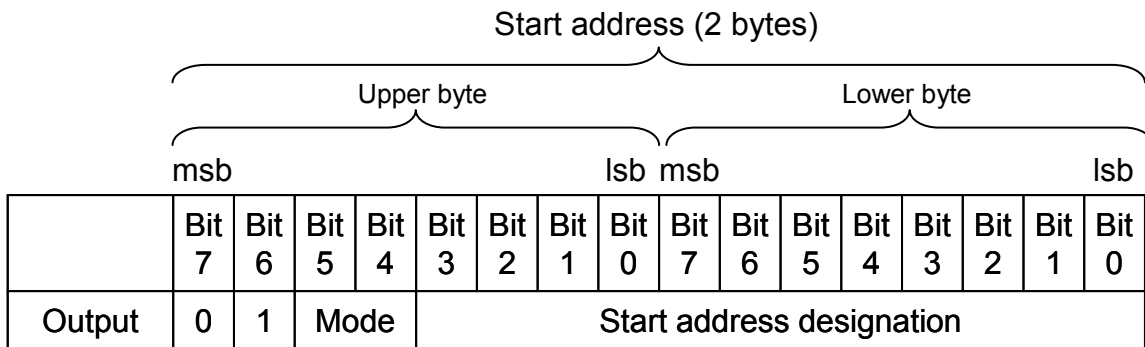 Start address (2 bytes)
Upper byte Lower byte
msb lsb msb lsb
Bit 7 Bit 6 Bit 5 Bit 4 Bit 3 Bit 2 Bit 1 Bit 0 Bit 7 Bit 6 Bit 5 Bit 4 Bit 3 Bit 2 Bit 1 Bit 0
Output 0 1 Mode Start address designation